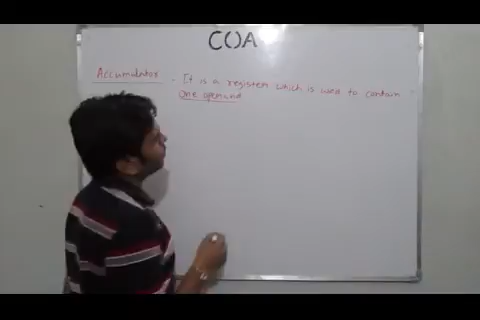 COA
Accumulator - It is a register which is used to contain
one operand